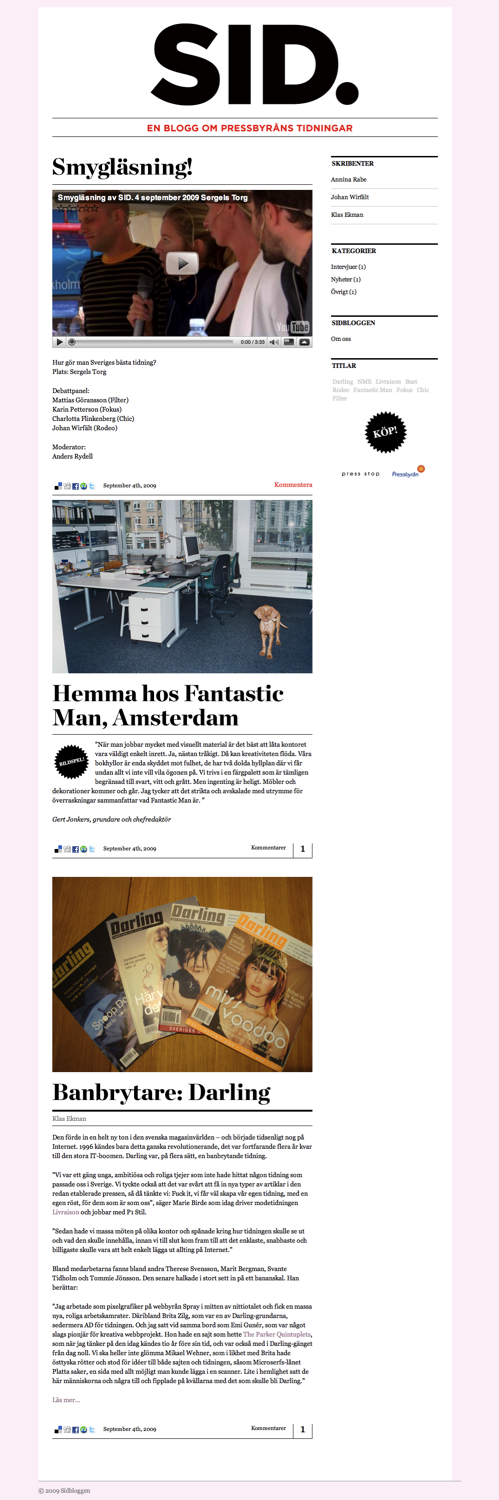 SID.
EN BLOGG OM PRESSBYRÅNS TIDNINGAR
Smygläsning!
Smygläsning av SID. 4 september 2009 Sergels Torg
YouTube
0:00 / 3:33
Hur gör man Sveriges bästa tidning?
Plats: Sergels Torg
Debattpanel:
Mattias Göransson (Filter)
Karin Petterson (Fokus)
Charlotta Flinkenberg (Chic)
Johan Wirfält (Rodeo)
Moderator:
Anders Rydell
September 4th, 2009
Kommentera
Hemma hos Fantastic
Man, Amsterdam
BILDSPEL!
"När man jobbar mycket med visuellt material är det bäst att låta kontoret
vara väldigt enkelt inrett. Ja, nästan tråkigt. Då kan kreativiteten flöda. Våra
bokhyllor är enda skyddet mot fulhet, de har två dolda hyllplan där vi får
undan allt vi inte vill vila ögonen på. Vi trivs i en färgpalett som är tämligen
begränsad till svart, vitt och grått. Men ingenting är heligt. Möbler och
dekorationer kommer och går. Jag tycker att det strikta och avskalade med utrymme för
överraskningar sammanfattar vad Fantastic Man är. "
Gert Jonkers, grundare och chefredaktör
September 4th, 2009
Kommentarer 1
Darling
Darling
Darling
Darling
miss
voodoo
Banbrytare: Darling
Klas Ekman
Den förde in en helt ny ton i den svenska magasinvärlden – och började tidsenligt nog på
Internet. 1996 kändes bara detta ganska revolutionerande, det var fortfarande flera år kvar
till den stora IT-boomen. Darling var, på flera sätt, en banbrytande tidning.
"Vi var ett gäng unga, ambitiösa och roliga tjejer som inte hade hittat någon tidning som
passade oss i Sverige. Vi tyckte också att det var svårt att få in nya typer av artiklar i den
redan etablerade pressen, så då tänkte vi: Fuck it, vi får väl skapa vår egen tidning, med en
egen röst, för dem som är som oss", säger Marie Birde som idag driver modetidningen
Livraison och jobbar med P1 Stil.
"Sedan hade vi massa möten på olika kontor och spånade kring hur tidningen skulle se ut
och vad den skulle innehålla, innan vi till slut kom fram till att det enklaste, snabbaste och
billigaste skulle vara att helt enkelt lägga ut allting på Internet."
Bland medarbetarna fanns bland andra Therese Svensson, Marit Bergman, Svante
Tidholm och Tommie Jönsson. Den senare halkade i stort sett in på ett bananskal. Han
berättar:
"Jag arbetade som pixelgrafiker på webbyrån Spray i mitten av nittiotalet och fick en massa
nya, roliga arbetskamrater. Däribland Brita Zilg, som var en av Darling-grundarna,
sedermera AD för tidningen. Och jag satt vid samma bord som Emi Gunér, som var något
slags pionjär för kreativa webbprojekt. Hon hade en sajt som hette The Parker Quintuplets,
som när jag tänker på den idag kändes tio år före sin tid, och var också med i Darling-gänget
från dag noll. Vi ska heller inte glömma Mikael Wehner, som i likhet med Brita hade
östtyska rötter och stod för idéer till både sajten och tidningen, såsom Microserfs-lånet
Platta saker, en sida med allt möjligt man kunde lägga i en scanner. Lite i hemlighet satt de
här människorna och några till och fipplade på kvällarna med det som skulle bli Darling."
Läs mer...
September 4th, 2009
Kommentarer 1
SKRIBENTER
Annina Rabe
Johan Wirfält
Klas Ekman
KATEGORIER
Intervjuer (1)
Nyheter (1)
Övrigt (1)
SIDBLOGGEN
Om oss
TITLAR
Darling NME Livraison Bast
Rodeo Fantastic Man Fokus Chic
Filter
KÖP!
press stop
Pressbyrån
© 2009 Sidbloggen